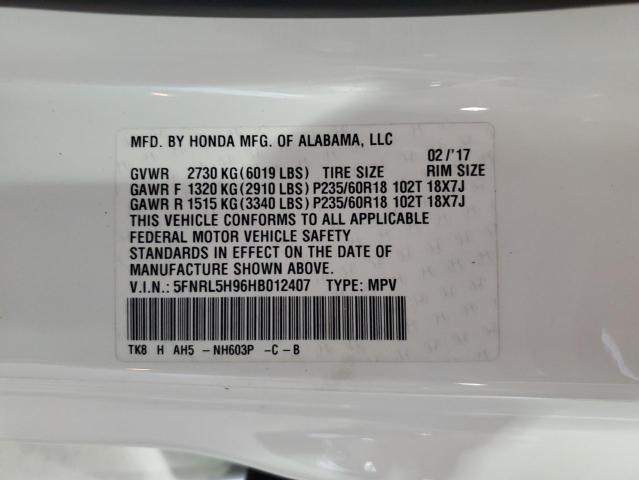 MFD. BY HONDA MFG. OF ALABAMA, LLC
02/'17
GVWR 2730 KG(6019 LBS) TIRE SIZE RIM SIZE
GAWR F 1320 KG(2910 LBS) P235/60R18 102T 18X7J
GAWR R 1515 KG(3340 LBS) P235/60R18 102T 18X7J
THIS VEHICLE CONFORMS TO ALL APPLICABLE
FEDERAL MOTOR VEHICLE SAFETY
STANDARDS IN EFFECT ON THE DATE OF
MANUFACTURE SHOWN ABOVE.
V.I.N.: 5FNRL5H96HB012407 TYPE: MPV
TK8 H AH5 -NH603P -C-B